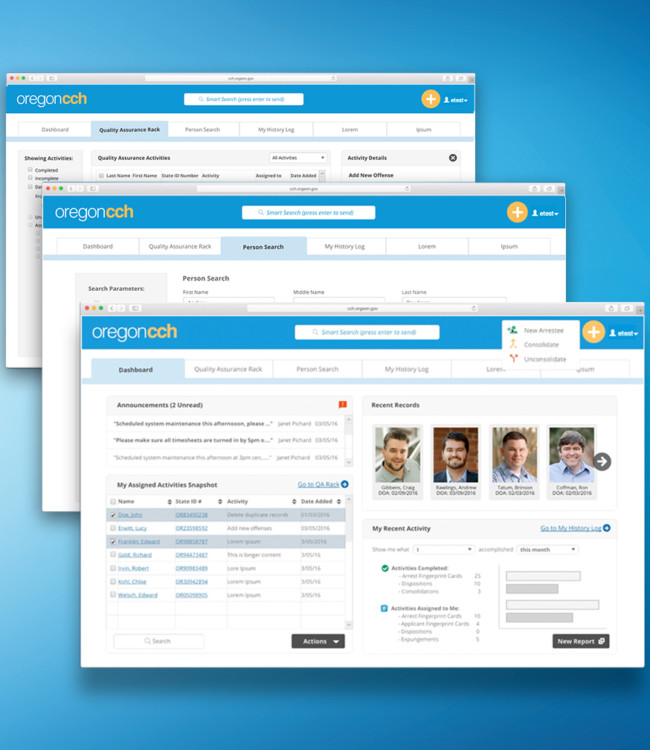 cch.orgeon.gov
oregoncch
Smart Search (press enter to send)
etest
Dashboard Quality Assurance Rack Person Search My History Log Lorem Ipsum
Showing Activities:
Completed
Incomplete
Quality Assurance Activities All Activities
Last Name First Name State ID Number Activity Assigned to Date Added
Activity Details
Add New Offense
cch.orgeon.gov
oregoncch
Smart Search (press enter to send)
etest
Dashboard Quality Assurance Rack Person Search My History Log Lorem Ipsum
Search Parameters:
Person Search
First Name Middle Name Last Name
cch.orgeon.gov
oregoncch
Smart Search (press enter to send)
New Arrestee
Consolidate
Unconsolidate
etest
Dashboard Quality Assurance Rack Person Search My History Log Lorem Ipsum
Announcements (2 Unread)
"Scheduled system maintenance this afternoon, please ..." Janet Pichard 03/05/16
"Please make sure all timesheets are turned in by 5pm o..." Janet Pichard 03/05/16
"Scheduled system maintenance this afternoon at 3pm cen....." Janet Pichard 03/05/16
My Assigned Activities Snapshot Go to QA Rack
Name State ID # Activity Date Added
Doe, John OR83490238 Delete duplicate records 01/03/2016
Erwitt, Lucy OR23598592 Add new offenses 03/05/2016
Franklin, Edward OR98858787 Lorem ipsum 3/05/16
Gold, Richard OR94473487 This is longer content 3/05/16
Irvin, Robert OR90983489 Lore Ipsum 3/05/16
Kohl, Chloe OR30942894 Lorem ipsum 3/05/16
Welsch, Edward OR05098905 Lorem ipsum 3/05/16
Search
Actions
Recent Records
Gibbens, Craig
DOA: 02/09/2016
Rawlings, Andrew
DOA: 03/09/2016
Tatum, Brinson
DOA: 02/03/2016
Coffman, Ron
DOA: 02/03/2016
My Recent Activity Go to My History Log
Show me what I accomplished this month
Activities Completed:
- Arrest Fingerprint Cards 25
- Dispositions 10
- Consolidations 3
Activities Assigned to Me:
- Arrest Fingerprint Cards 10
- Applicant Fingerprint Cards 4
- Dispositions 0
- Expungements 5
New Report